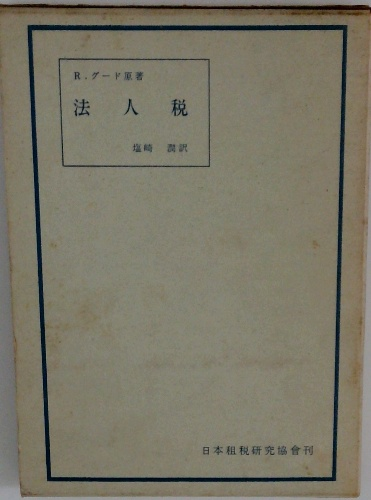 R.グード原著
法人税
塩崎 潤訳
日本租税研究協會刊